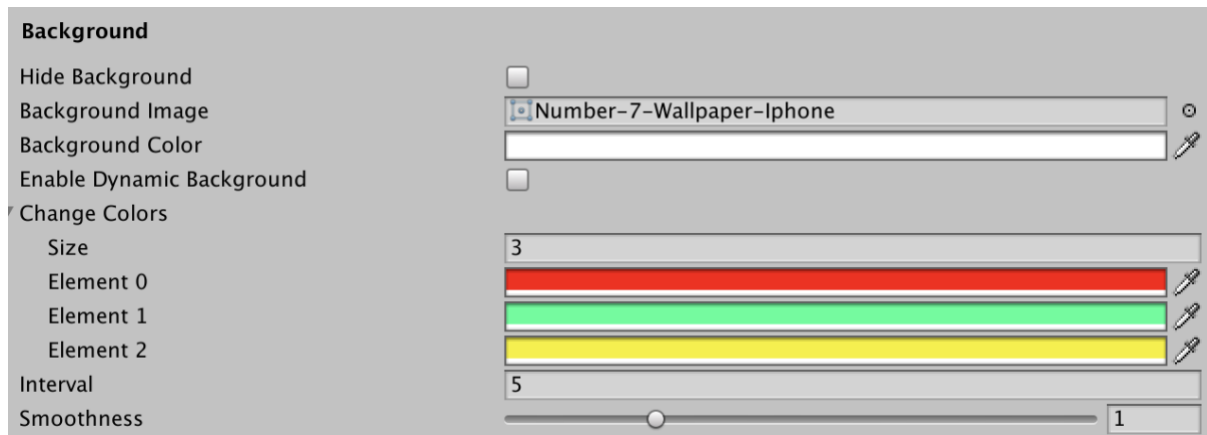 Background
Hide Background
Background Image Number-7-Wallpaper-Iphone
Background Color
Enable Dynamic Background
Change Colors
Size 3
Element 0
Element 1
Element 2
Interval 5
Smoothness 1